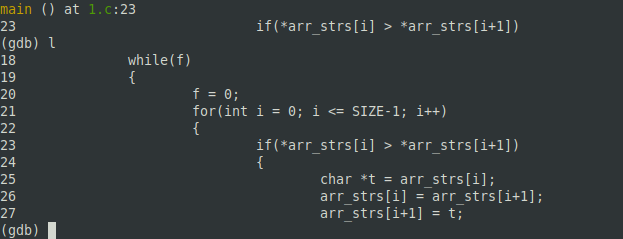 main () at 1.c:23
23                              if(*arr_strs[i] > *arr_strs[i+1])
(gdb) l
18              while(f)
19              {
20                      f = 0;
21                      for(int i = 0; i <= SIZE-1; i++)
22                      {
23                              if(*arr_strs[i] > *arr_strs[i+1])
24                              {
25                                      char *t = arr_strs[i];
26                                      arr_strs[i] = arr_strs[i+1];
27                                      arr_strs[i+1] = t;
(gdb)